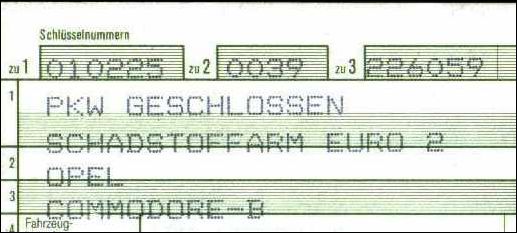 Schlüsselnummern
zu 1 010225 zu 2 0039 zu 3 226059
1 PKW GESCHLOSSEN
SCHADSTOFFARM EURO 2
2 OPEL
3 COMMODORE-B
4 Fahrzeug-